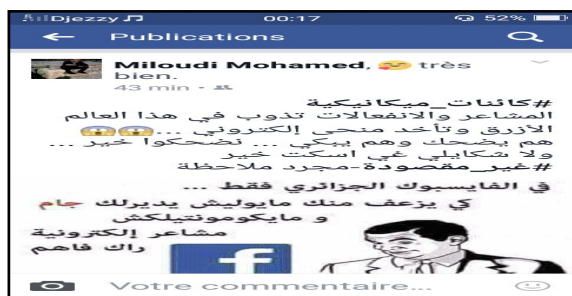 Djezzy 00:17 52%
Publications
Miloudi Mohamed, très
bien.
43 min
#كائنات_ميكانيكية
المشاعر والانفعالات تذوب في هذا العالم
الأزرق وتأخد منحى إلكتروني ...
هم يضحك وهم يبكي ... نضحكوا خير ...
ولا شكايلي غي اسكت خير
#غير_مقصودة-مجرد ملاحظة
في الفايسبوك الجزائري فقط ...
كي يزعف منك مايوليش يديرلك جام
و مايكومونتيلكش
مشاعر إلكترونية
راك فاهم
f
Votre commentaire...